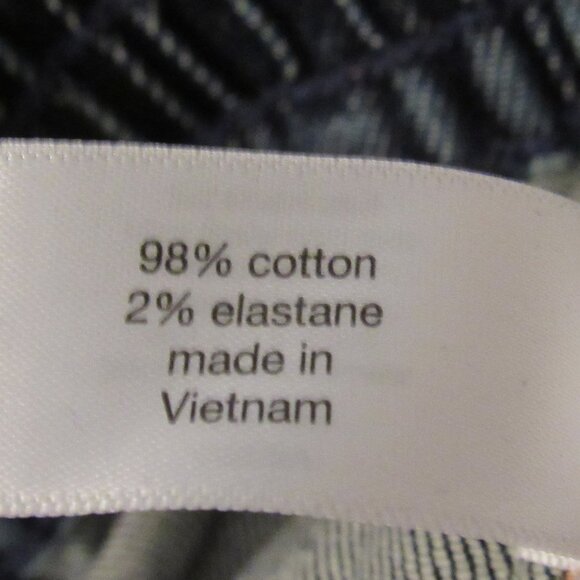 98% cotton
2% elastane
made in
Vietnam